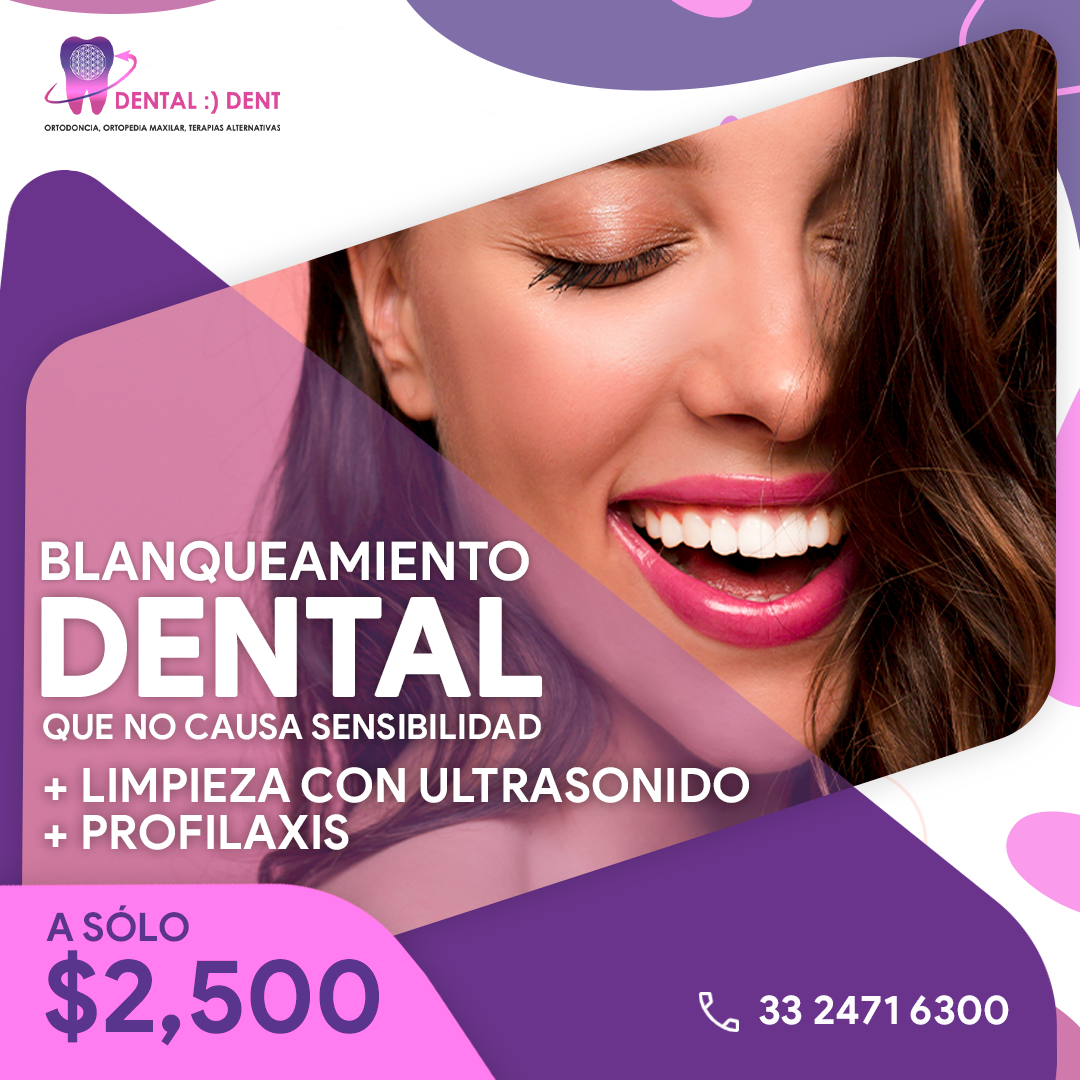 DENTAL :) DENT
ORTODONCIA, ORTOPEDIA MAXILAR, TERAPIAS ALTERNATIVAS
BLANQUEAMIENTO
DENTAL
QUE NO CAUSA SENSIBILIDAD
+ LIMPIEZA CON ULTRASONIDO
+ PROFILAXIS
A SÓLO
$2,500
33 2471 6300